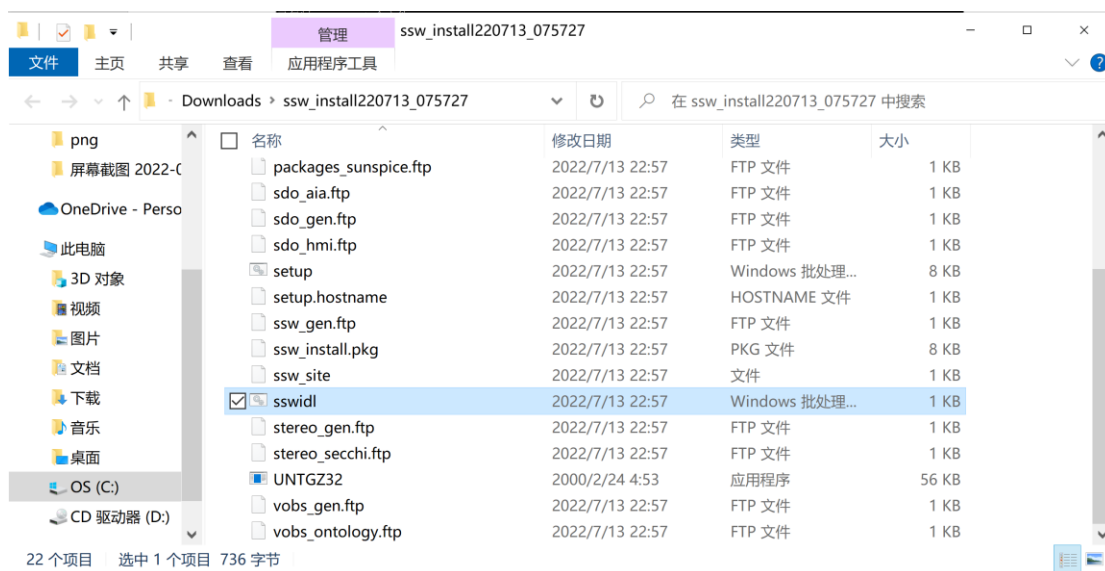 管理 ssw_install220713_075727
文件 主页 共享 查看 应用程序工具
Downloads ssw_install220713_075727 在 ssw_install220713_075727 中搜索
png
屏幕截图 2022-0
OneDrive - Perso
此电脑
3D 对象
视频
图片
文档
下载
音乐
桌面
OS (C:)
CD 驱动器 (D:)
名称 修改日期 类型 大小
packages_sunspice.ftp 2022/7/13 22:57 FTP 文件 1 KB
sdo_aia.ftp 2022/7/13 22:57 FTP 文件 1 KB
sdo_gen.ftp 2022/7/13 22:57 FTP 文件 1 KB
sdo_hmi.ftp 2022/7/13 22:57 FTP 文件 1 KB
setup 2022/7/13 22:57 Windows 批处理... 8 KB
setup.hostname 2022/7/13 22:57 HOSTNAME 文件 1 KB
ssw_gen.ftp 2022/7/13 22:57 FTP 文件 1 KB
ssw_install.pkg 2022/7/13 22:57 PKG 文件 8 KB
ssw_site 2022/7/13 22:57 文件 1 KB
sswidl 2022/7/13 22:57 Windows 批处理... 1 KB
stereo_gen.ftp 2022/7/13 22:57 FTP 文件 1 KB
stereo_secchi.ftp 2022/7/13 22:57 FTP 文件 1 KB
UNTGZ32 2000/2/24 4:53 应用程序 56 KB
vobs_gen.ftp 2022/7/13 22:57 FTP 文件 1 KB
vobs_ontology.ftp 2022/7/13 22:57 FTP 文件 1 KB
22 个项目 选中 1 个项目 736 字节